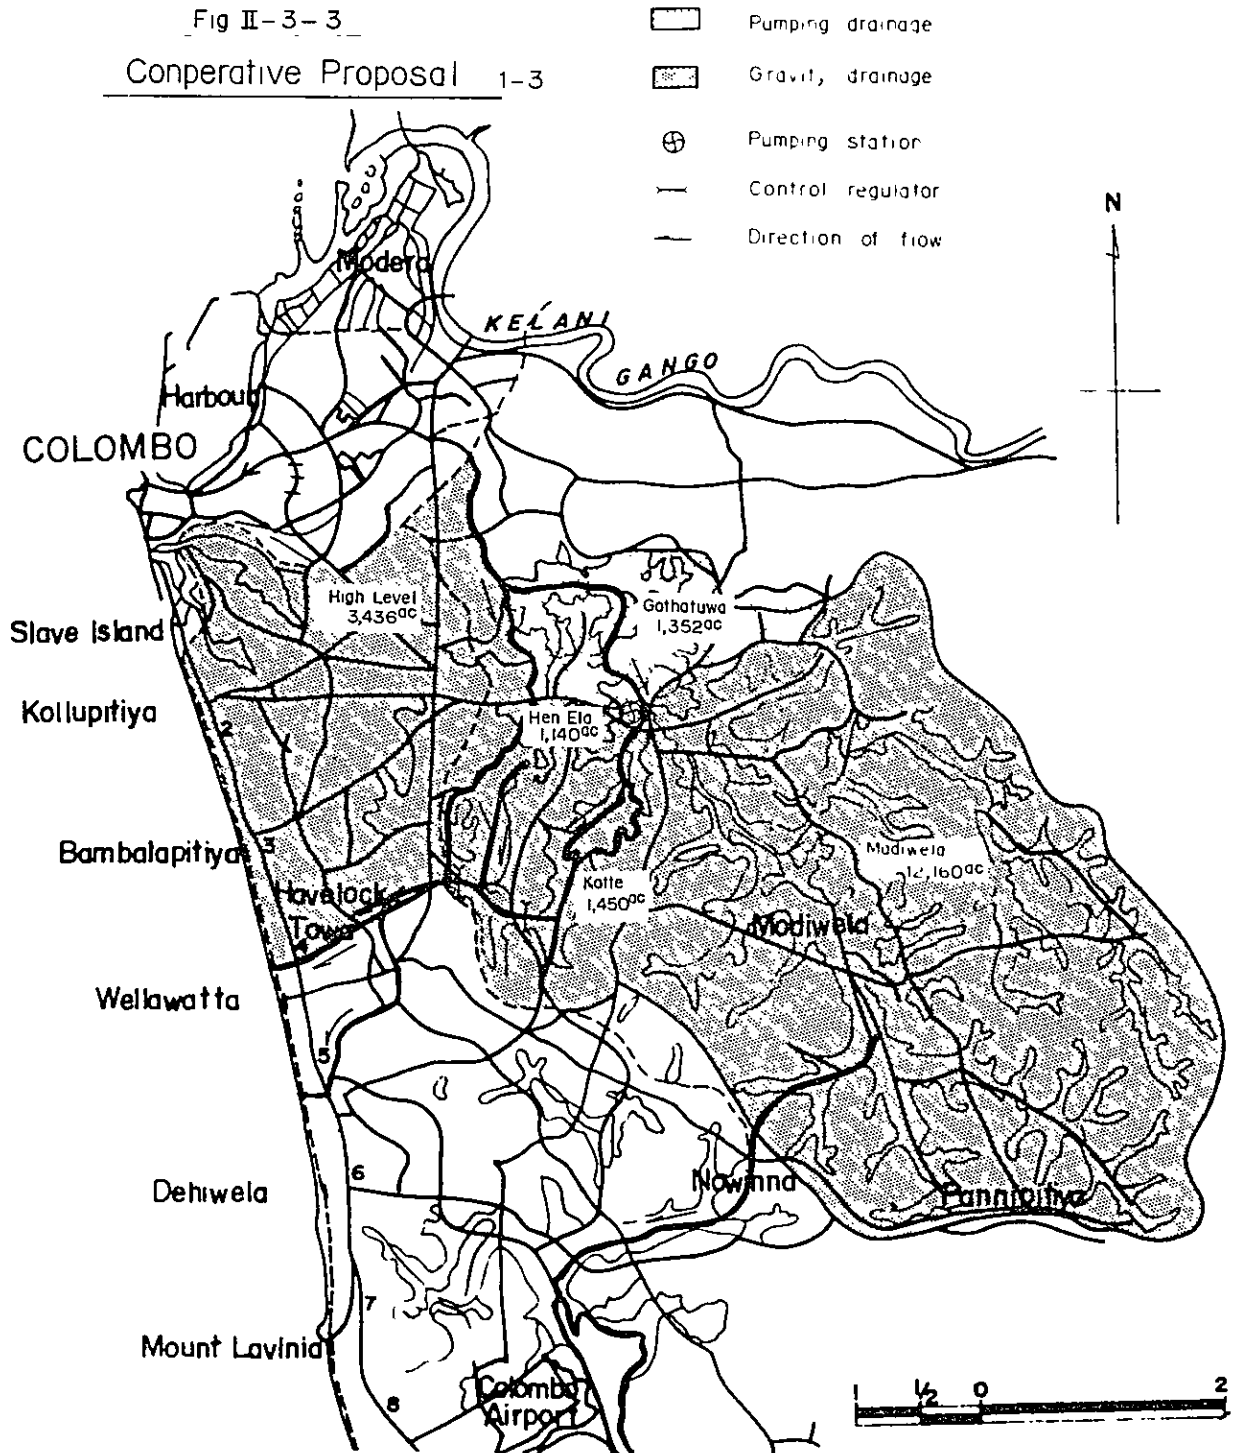 Fig II-3-3
Conperative Proposal 1-3
Pumping drainage
Gravit, drainage
Pumping station
Control regulator
Direction of flow
N
Modera
KELANI
GANGO
Harbour
COLOMBO
High Level
3,436ac
Gothatuwa
1,352ac
Slave Island
Kollupitiya
2
Hen Ela
1,140ac
Bambalapitiya
3
Madiwela
12,160ac
Havelock
Towa
4
Kotte
1,450ac
Madiwela
Wellawatta
5
Dehiwela
6
Nawinna
Pannipitiya
7
Mount Lavinia
8
Colombo
Airport
1 1/2 0 2